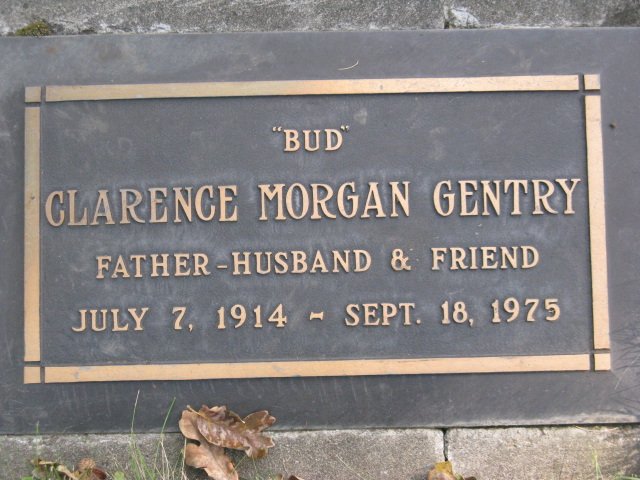 "BUD"
CLARENCE MORGAN GENTRY
FATHER-HUSBAND & FRIEND
JULY 7, 1914 - SEPT. 18, 1975